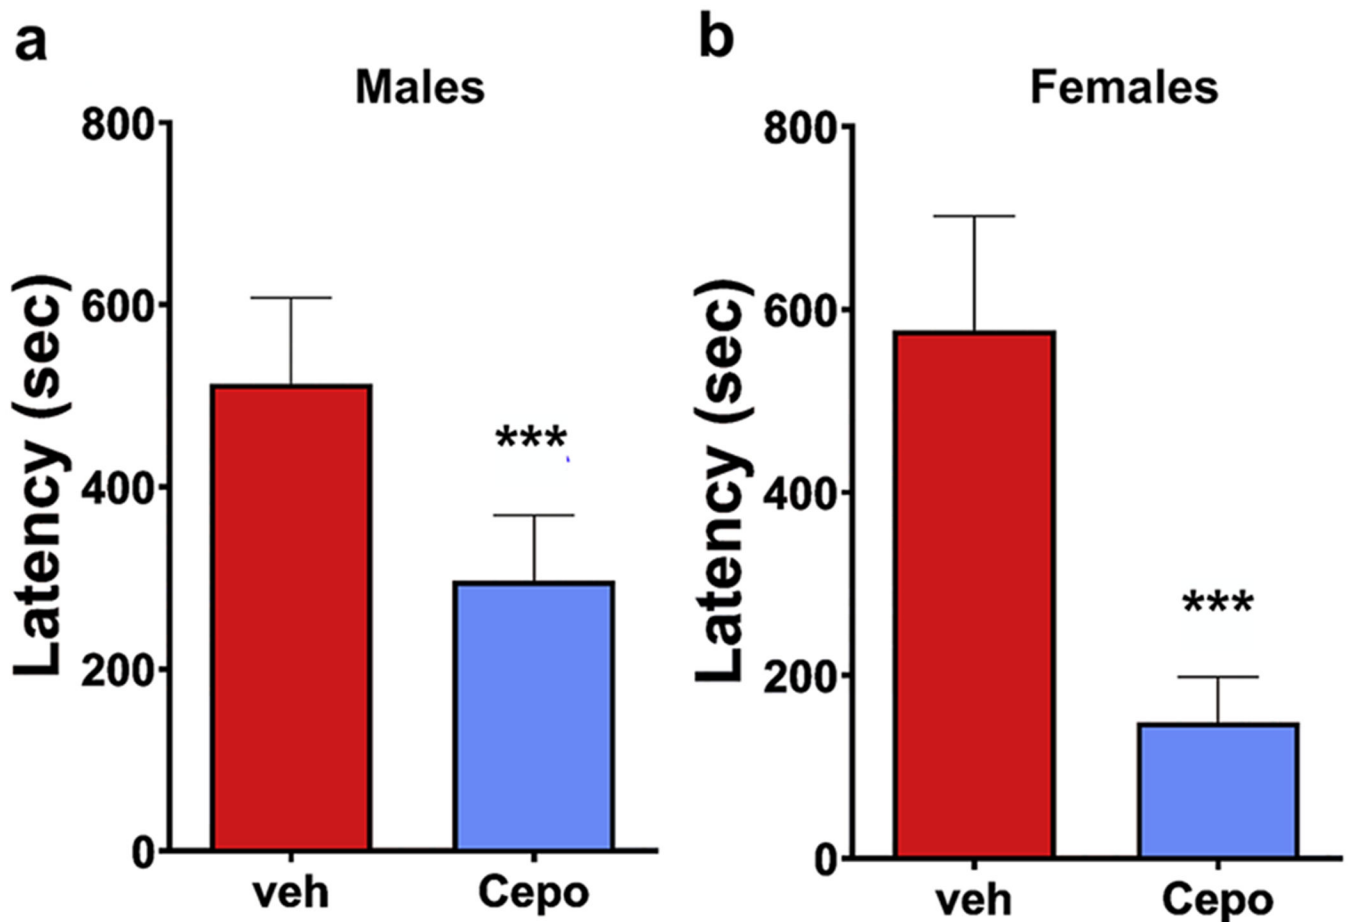 a
Males
800
600
400
200
0
Latency (sec)
***
veh Cepo
b
Females
800
600
400
200
0
Latency (sec)
***
veh Cepo